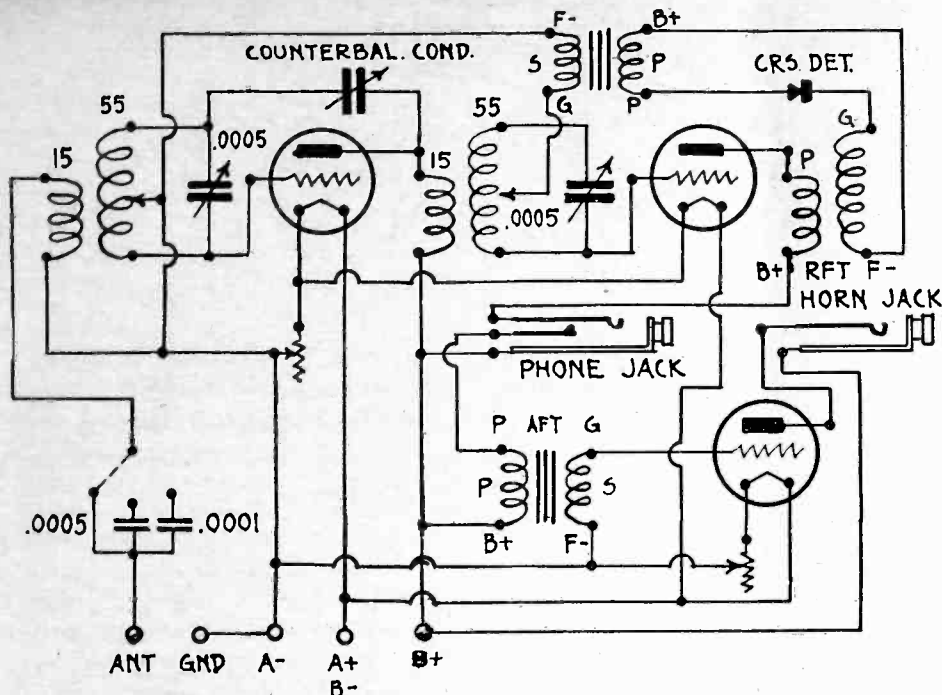 F-
B+
COUNTERBAL. COND.
S
P
CRS. DET.
G
P
55
55
G
15
.0005
15
P
.0005
B+
RFT
F-
HORN JACK
PHONE JACK
P
AFT
G
P
S
.0005
.0001
B+
F-
ANT
GND
A-
A+
B+
B-